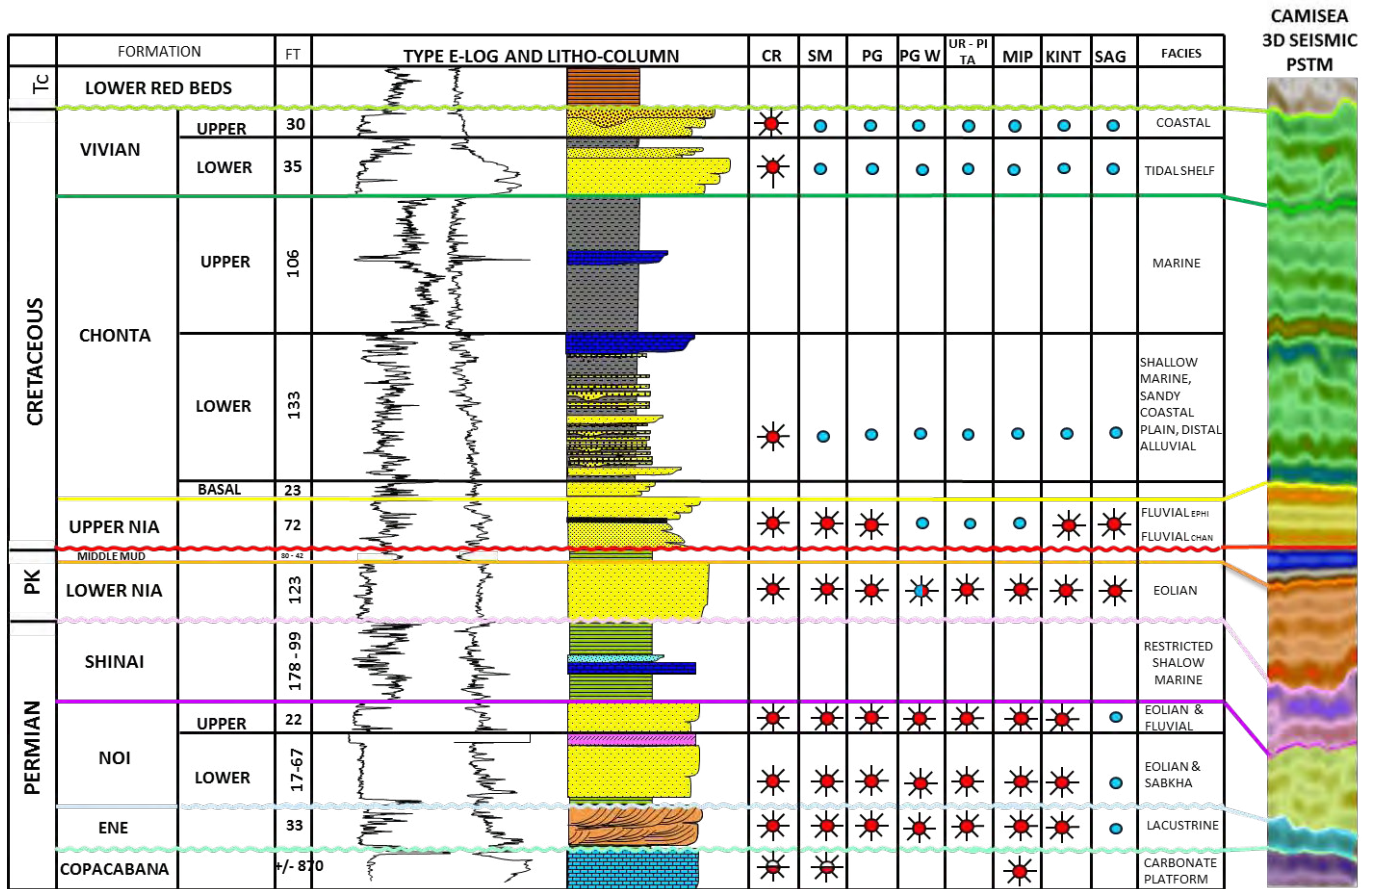 CAMISEA
3D SEISMIC
PSTM
FORMATION FT TYPE E-LOG AND LITHO-COLUMN CR SM PG PG W UR - PI TA MIP KINT SAG FACIES
Tc LOWER RED BEDS
CRETACEOUS
VIVIAN
UPPER 30 COASTAL
LOWER 35 TIDAL SHELF
CHONTA
UPPER 106 MARINE
LOWER 133
SHALLOW
MARINE,
SANDY
COASTAL
PLAIN, DISTAL
ALLUVIAL
BASAL 23
UPPER NIA 72
FLUVIAL EPHI
FLUVIAL CHAN
PK
MIDDLE MUD 80 - 42
LOWER NIA 123 EOLIAN
PERMIAN
SHINAI 178 - 99
RESTRICTED
SHALOW
MARINE
NOI
UPPER 22
EOLIAN &
FLUVIAL
LOWER 17-67
EOLIAN &
SABKHA
ENE 33 LACUSTRINE
COPACABANA +/- 870
CARBONATE
PLATFORM